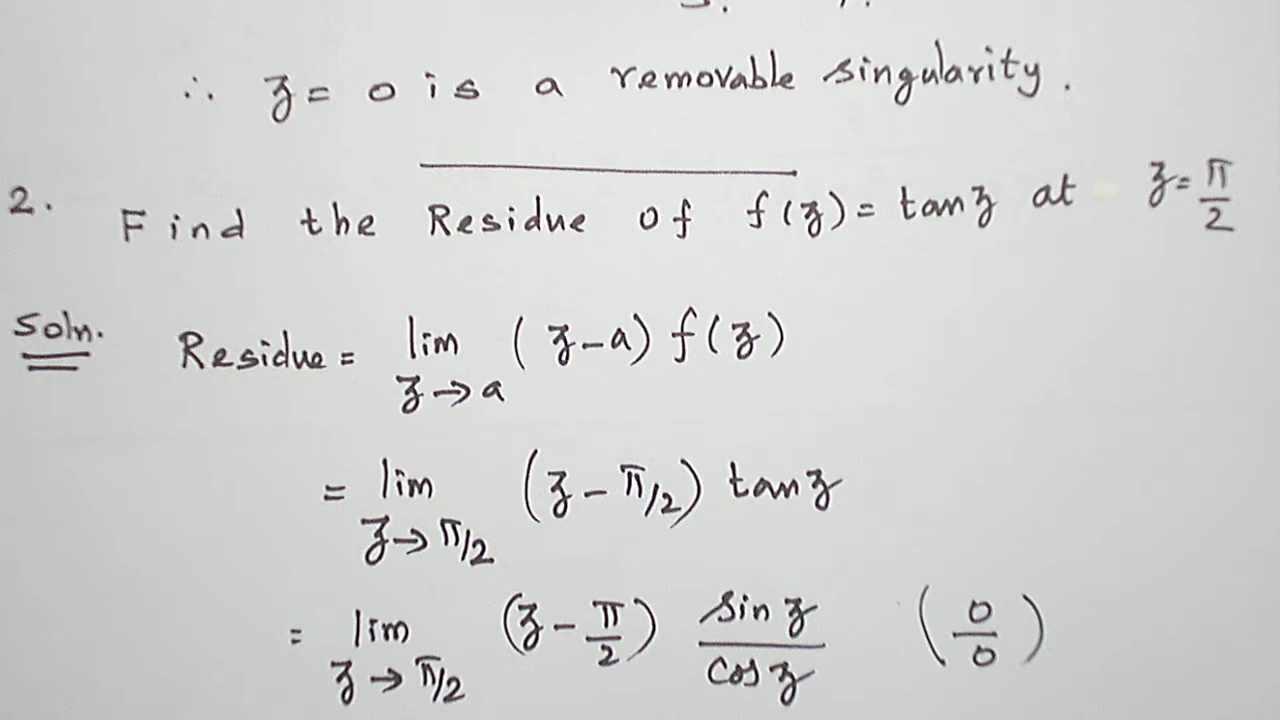 ∴ z = 0 is a removable singularity.
2. Find the Residue of f(z) = tan z at z = π/2
Soln. Residue = lim z→a (z-a) f(z)
= lim z→π/2 (z - π/2) tan z
= lim z→π/2 (z - π/2) sin z / cos z (0/0)